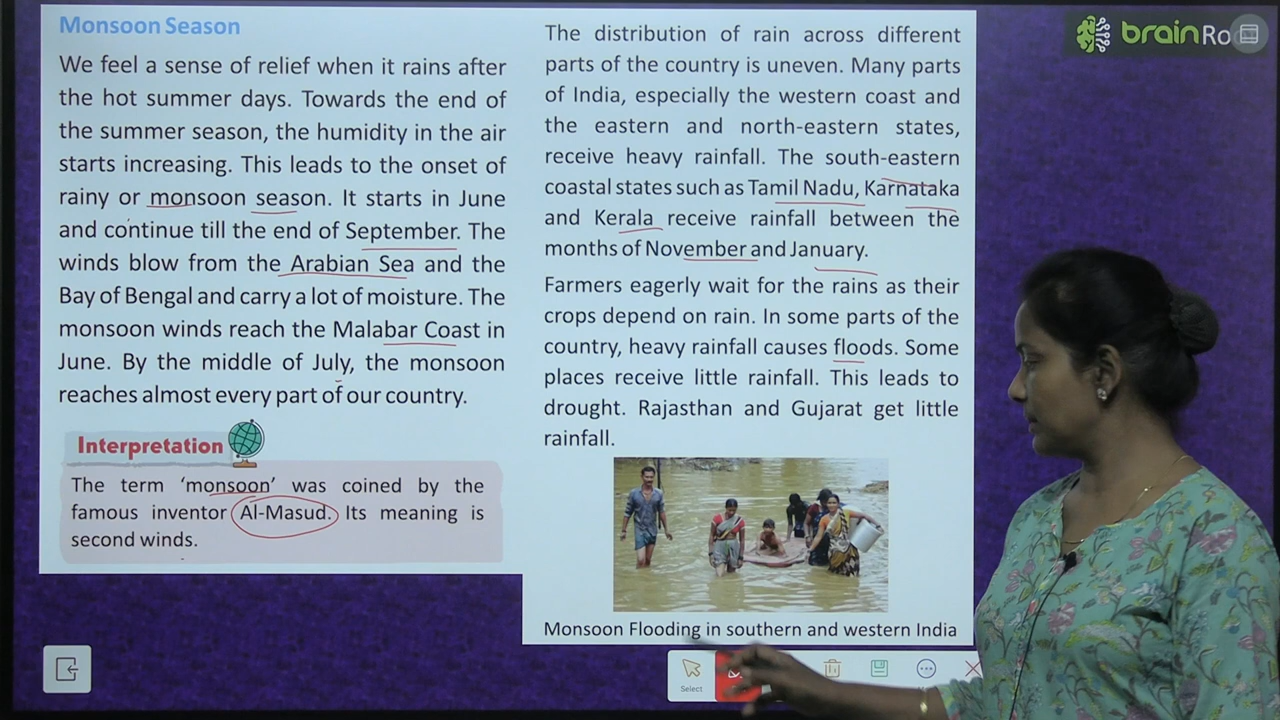 Monsoon Season
We feel a sense of relief when it rains after
the hot summer days. Towards the end of
the summer season, the humidity in the air
starts increasing. This leads to the onset of
rainy or monsoon season. It starts in June
and continue till the end of September. The
winds blow from the Arabian Sea and the
Bay of Bengal and carry a lot of moisture. The
monsoon winds reach the Malabar Coast in
June. By the middle of July, the monsoon
reaches almost every part of our country.
Interpretation
The term ‘monsoon’ was coined by the
famous inventor Al-Masud. Its meaning is
second winds.
The distribution of rain across different
parts of the country is uneven. Many parts
of India, especially the western coast and
the eastern and north-eastern states,
receive heavy rainfall. The south-eastern
coastal states such as Tamil Nadu, Karnataka
and Kerala receive rainfall between the
months of November and January.
Farmers eagerly wait for the rains as their
crops depend on rain. In some parts of the
country, heavy rainfall causes floods. Some
places receive little rainfall. This leads to
drought. Rajasthan and Gujarat get little
rainfall.
Monsoon Flooding in southern and western India
brain Ro
Select